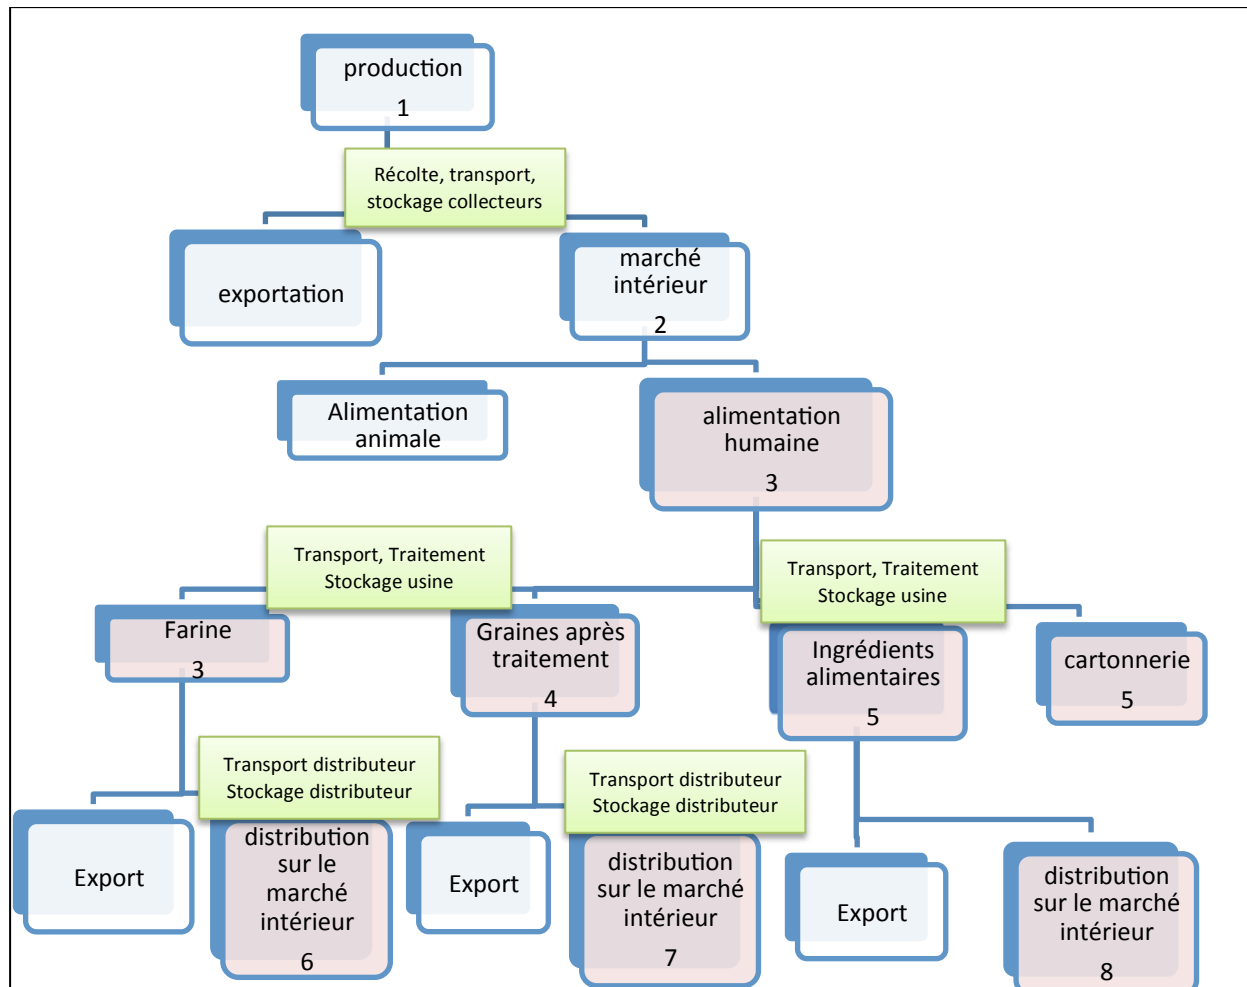 production
1
Récolte, transport,
stockage collecteurs
exportation
marché
intérieur
2
Alimentation
animale
alimentation
humaine
3
Transport, Traitement
Stockage usine
Transport, Traitement
Stockage usine
Farine
3
Graines après
traitement
4
Ingrédients
alimentaires
5
cartonnerie
5
Transport distributeur
Stockage distributeur
Transport distributeur
Stockage distributeur
Export
distribution
sur le
marché
intérieur
6
Export
distribution
sur le marché
intérieur
7
Export
distribution
sur le marché
intérieur
8